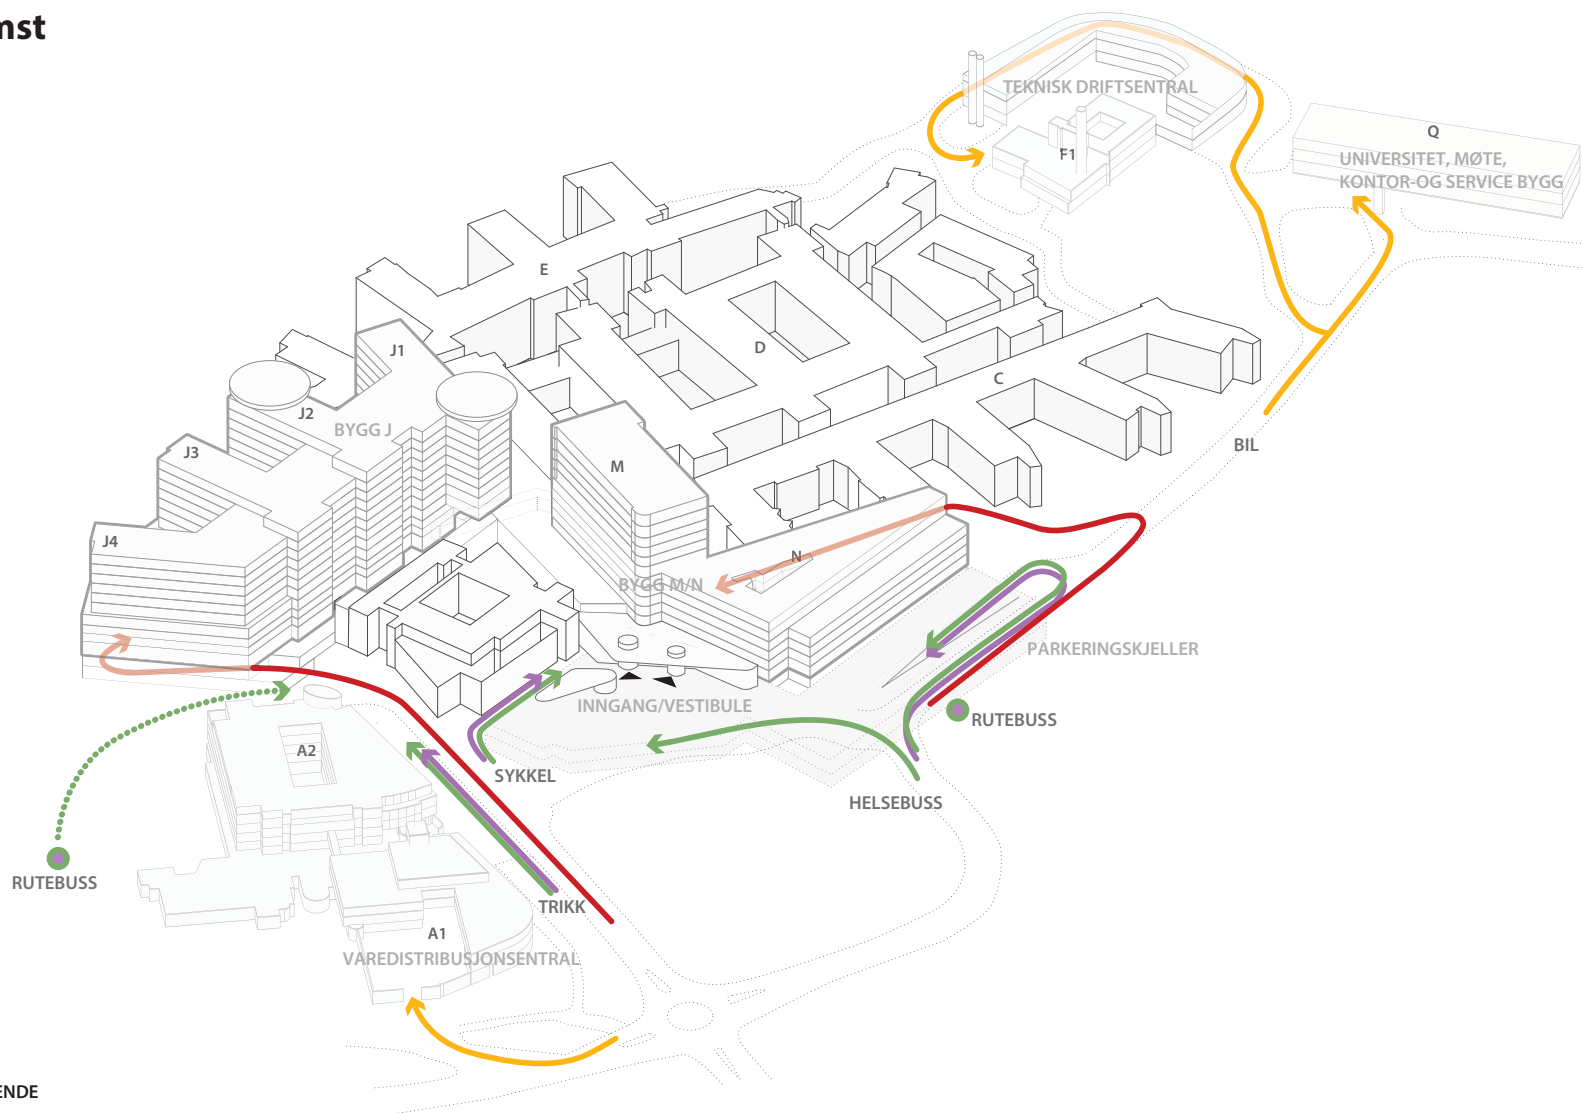 mst
TEKNISK DRIFTSENTRAL
F1
Q
UNIVERSITET, MØTE,
KONTOR-OG SERVICE BYGG
E
D
C
J1
J2
BYGG J
J3
J4
M
BIL
N
BYGG M/N
PARKERINGSKJELLER
INNGANG/VESTIBULE
RUTEBUSS
A2
SYKKEL
HELSEBUSS
RUTEBUSS
TRIKK
A1
VAREDISTRIBUSJONSENTRAL
ENDE